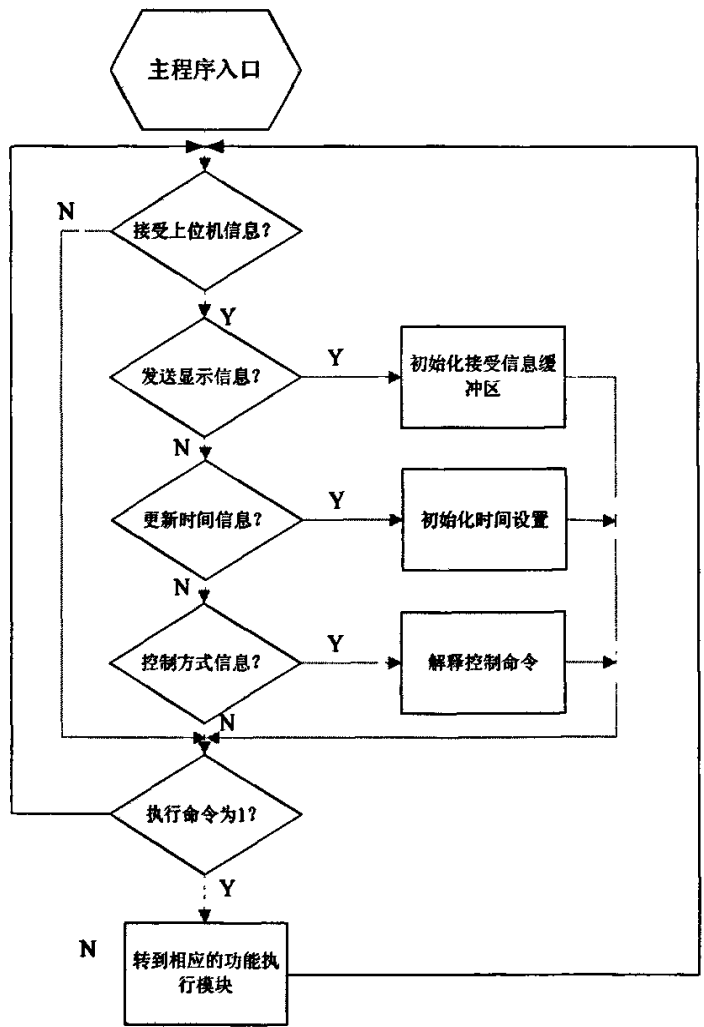 主程序入口
N
接受上位机信息？
Y
发送显示信息？
Y
初始化接受信息缓
冲区
N
更新时间信息？
Y
初始化时间设置
N
控制方式信息？
Y
解释控制命令
N
执行命令为1？
Y
N
转到相应的功能执
行模块